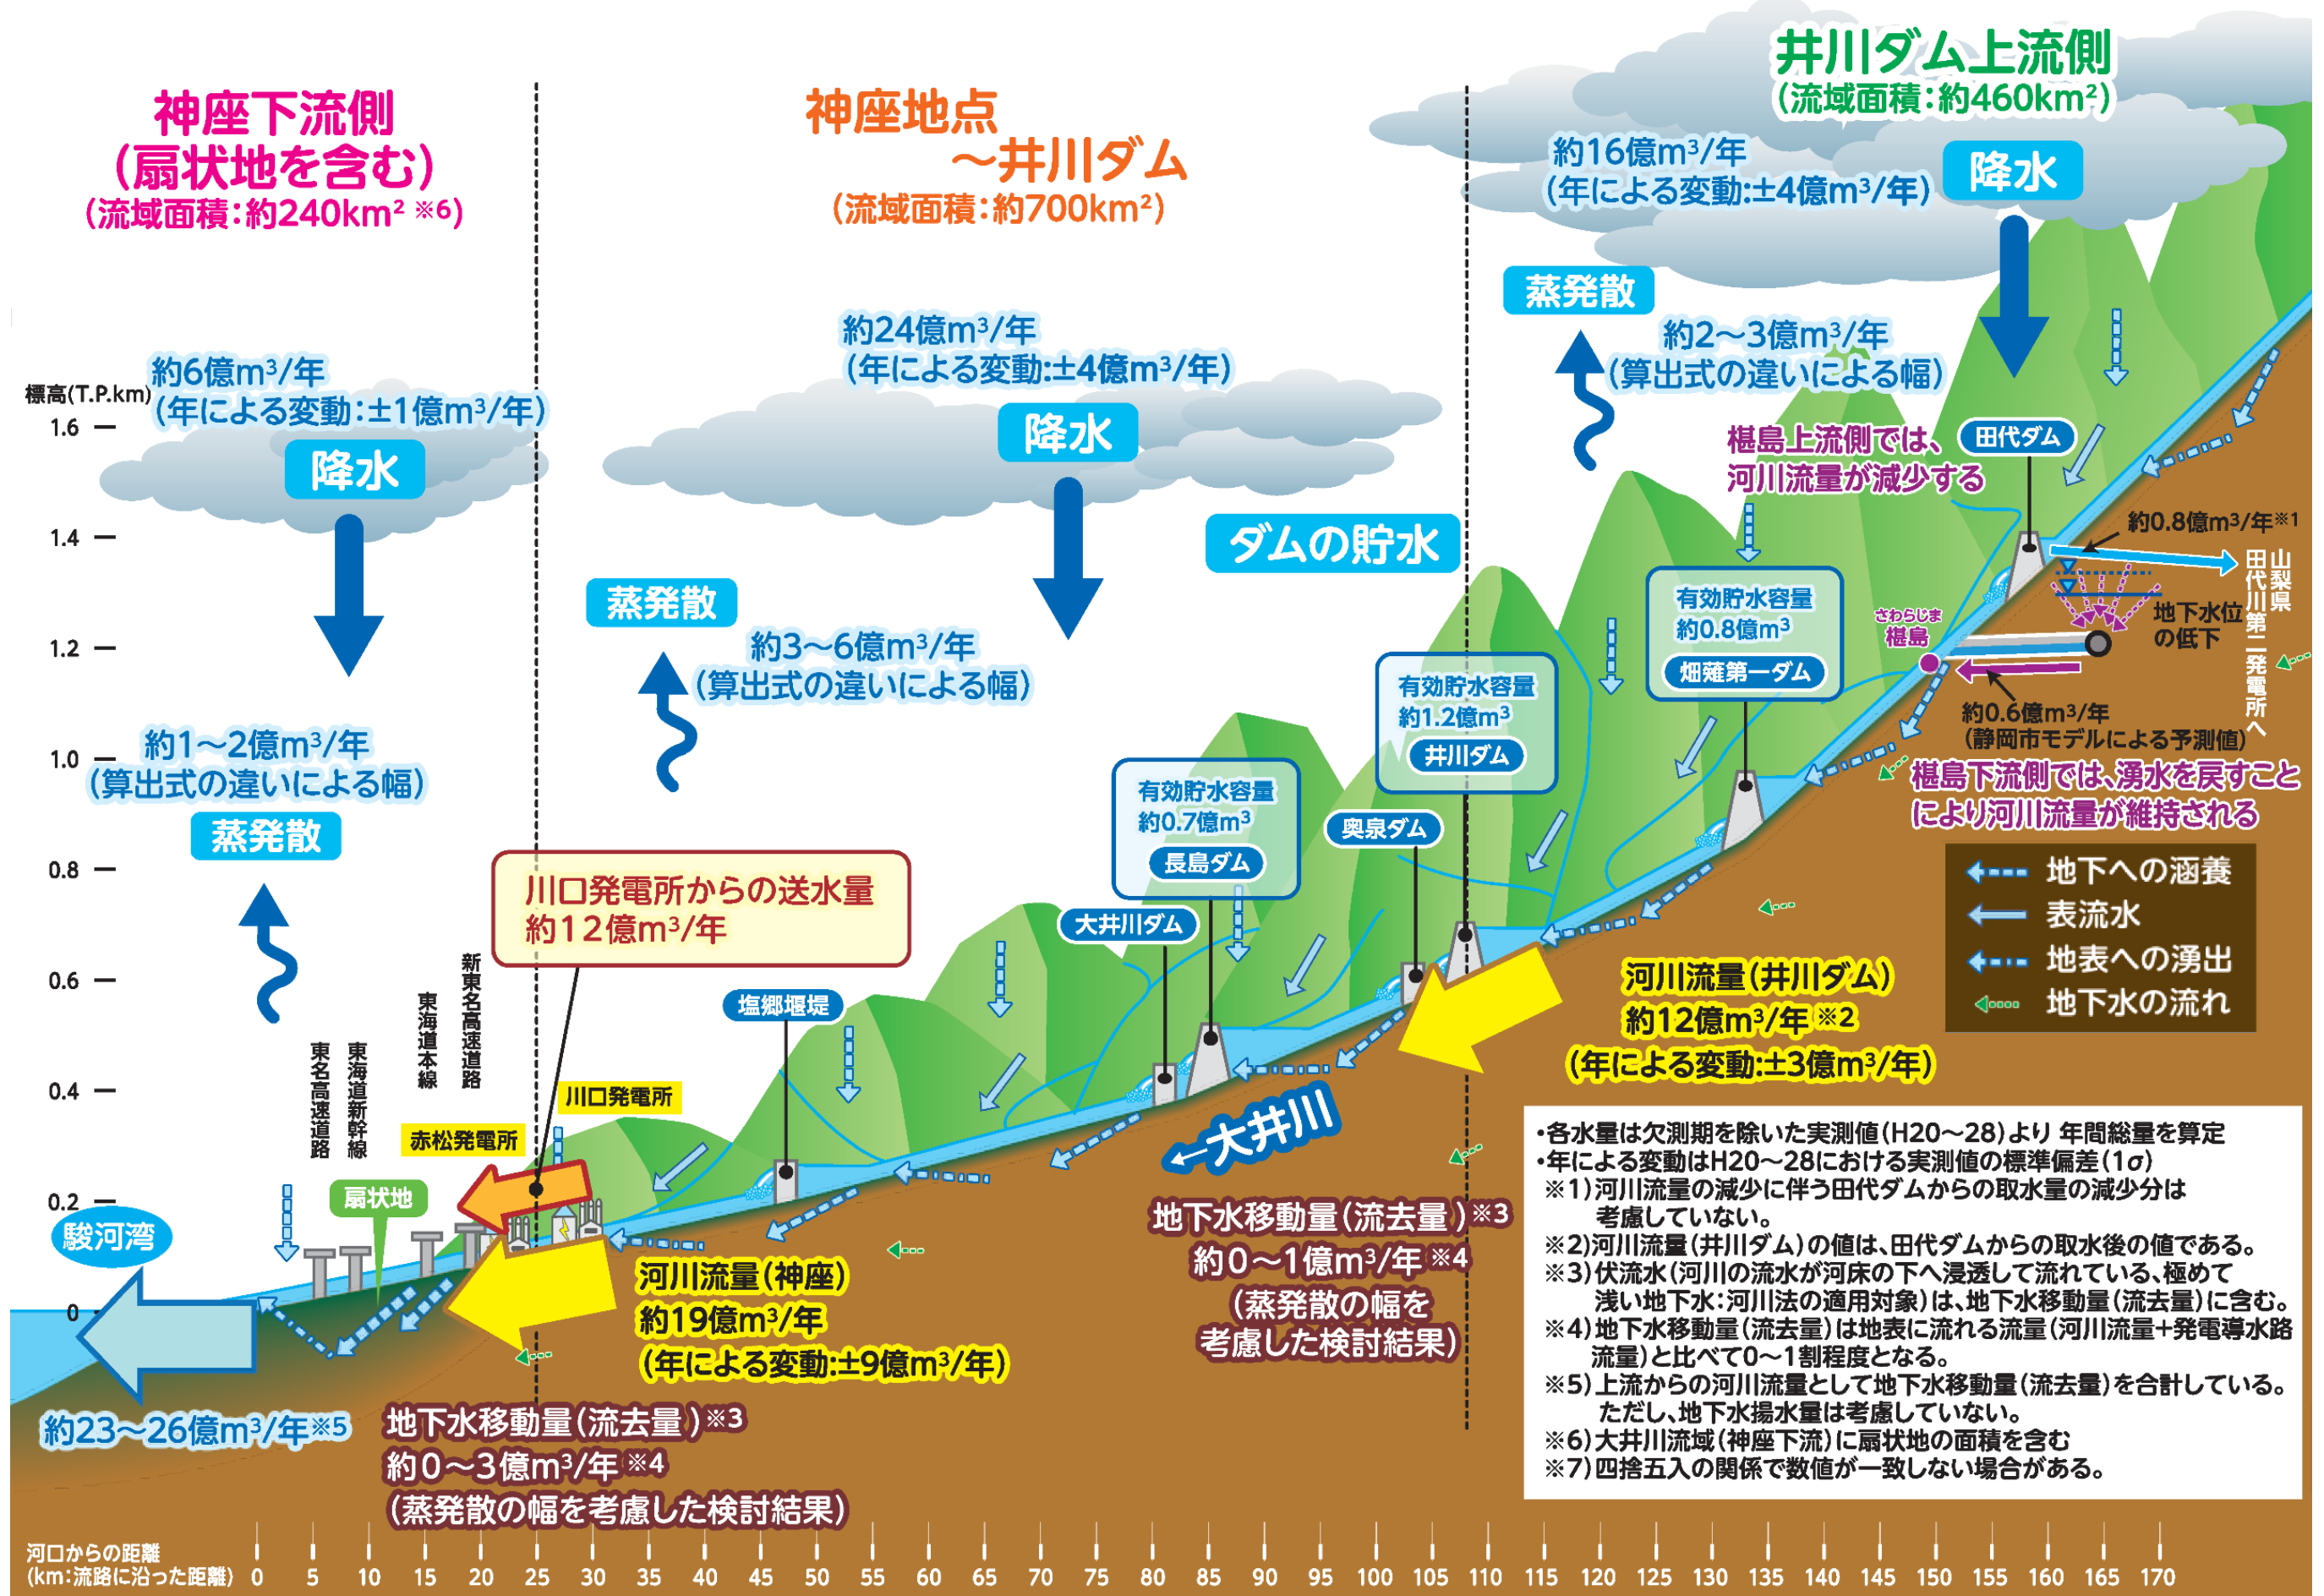 井川ダム上流側
(流域面積:約460km²)
約16億m³/年
(年による変動:±4億m³/年)
降水
蒸発散
約2～3億m³/年
(算出式の違いによる幅)
神座下流側
(扇状地を含む)
(流域面積:約240km² ※6)
神座地点
～井川ダム
(流域面積:約700km²)
約24億m³/年
(年による変動:±4億m³/年)
降水
ダムの貯水
蒸発散
約3～6億m³/年
(算出式の違いによる幅)
約6億m³/年
(年による変動:±1億m³/年)
降水
標高(T.P.km)
1.6
1.4
1.2
1.0
0.8
0.6
0.4
0.2
0
約1～2億m³/年
(算出式の違いによる幅)
蒸発散
椹島上流側では、
河川流量が減少する
田代ダム
約0.8億m³/年※1
山梨県
田代川第二発電所へ
地下水位
の低下
さわらじま
椹島
約0.6億m³/年
(静岡市モデルによる予測値)
椹島下流側では、湧水を戻すこと
により河川流量が維持される
有効貯水容量
約0.8億m³
畑薙第一ダム
有効貯水容量
約1.2億m³
井川ダム
有効貯水容量
約0.7億m³
長島ダム
奥泉ダム
大井川ダム
塩郷堰堤
川口発電所からの送水量
約12億m³/年
地下への涵養
表流水
地表への湧出
地下水の流れ
河川流量(井川ダム)
約12億m³/年※2
(年による変動:±3億m³/年)
←大井川
新東名高速道路
東海道本線
東海道新幹線
東名高速道路
川口発電所
赤松発電所
扇状地
駿河湾
河川流量(神座)
約19億m³/年
(年による変動:±9億m³/年)
地下水移動量(流去量)※3
約0～1億m³/年※4
(蒸発散の幅を
考慮した検討結果)
約23～26億m³/年※5
地下水移動量(流去量)※3
約0～3億m³/年※4
(蒸発散の幅を考慮した検討結果)
・各水量は欠測期を除いた実測値(H20～28)より 年間総量を算定
・年による変動はH20～28における実測値の標準偏差(1σ)
※1)河川流量の減少に伴う田代ダムからの取水量の減少分は
考慮していない。
※2)河川流量(井川ダム)の値は、田代ダムからの取水後の値である。
※3)伏流水(河川の流水が河床の下へ浸透して流れている、極めて
浅い地下水:河川法の適用対象)は、地下水移動量(流去量)に含む。
※4)地下水移動量(流去量)は地表に流れる流量(河川流量+発電導水路
流量)と比べて0～1割程度となる。
※5)上流からの河川流量として地下水移動量(流去量)を合計している。
ただし、地下水揚水量は考慮していない。
※6)大井川流域(神座下流)に扇状地の面積を含む
※7)四捨五入の関係で数値が一致しない場合がある。
河口からの距離
(km:流路に沿った距離) 0 5 10 15 20 25 30 35 40 45 50 55 60 65 70 75 80 85 90 95 100 105 110 115 120 125 130 135 140 145 150 155 160 165 170